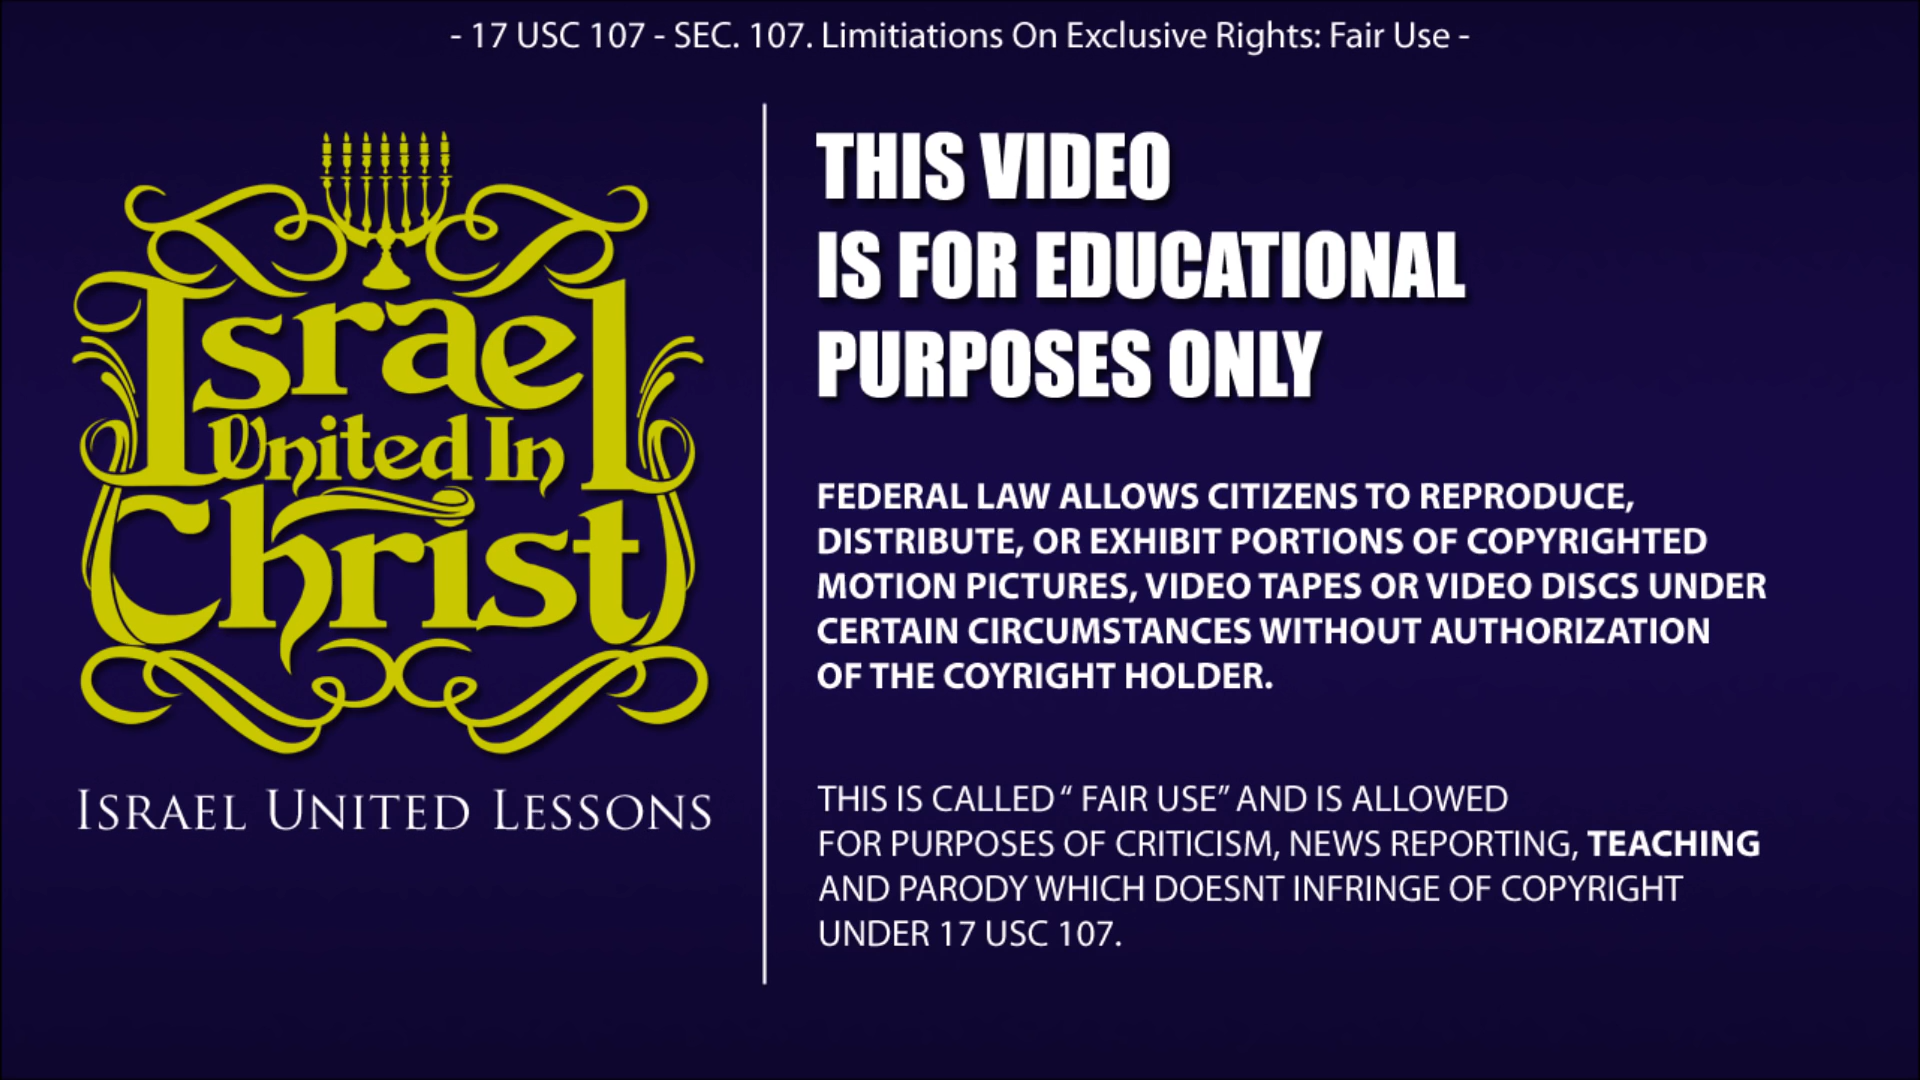 - 17 USC 107 - SEC. 107. Limitiations On Exclusive Rights: Fair Use -
Israel
United In
Christ
ISRAEL UNITED LESSONS
THIS VIDEO
IS FOR EDUCATIONAL
PURPOSES ONLY
FEDERAL LAW ALLOWS CITIZENS TO REPRODUCE,
DISTRIBUTE, OR EXHIBIT PORTIONS OF COPYRIGHTED
MOTION PICTURES, VIDEO TAPES OR VIDEO DISCS UNDER
CERTAIN CIRCUMSTANCES WITHOUT AUTHORIZATION
OF THE COYRIGHT HOLDER.
THIS IS CALLED “ FAIR USE” AND IS ALLOWED
FOR PURPOSES OF CRITICISM, NEWS REPORTING, TEACHING
AND PARODY WHICH DOESNT INFRINGE OF COPYRIGHT
UNDER 17 USC 107.